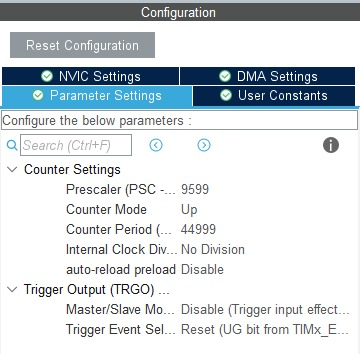 Configuration
Reset Configuration
NVIC Settings DMA Settings
Parameter Settings User Constants
Configure the below parameters :
Search (Ctrl+F)
Counter Settings
Prescaler (PSC -... 9599
Counter Mode Up
Counter Period (... 44999
Internal Clock Div... No Division
auto-reload preload Disable
Trigger Output (TRGO) ...
Master/Slave Mo... Disable (Trigger input effect...
Trigger Event Sel... Reset (UG bit from TIMx_E...